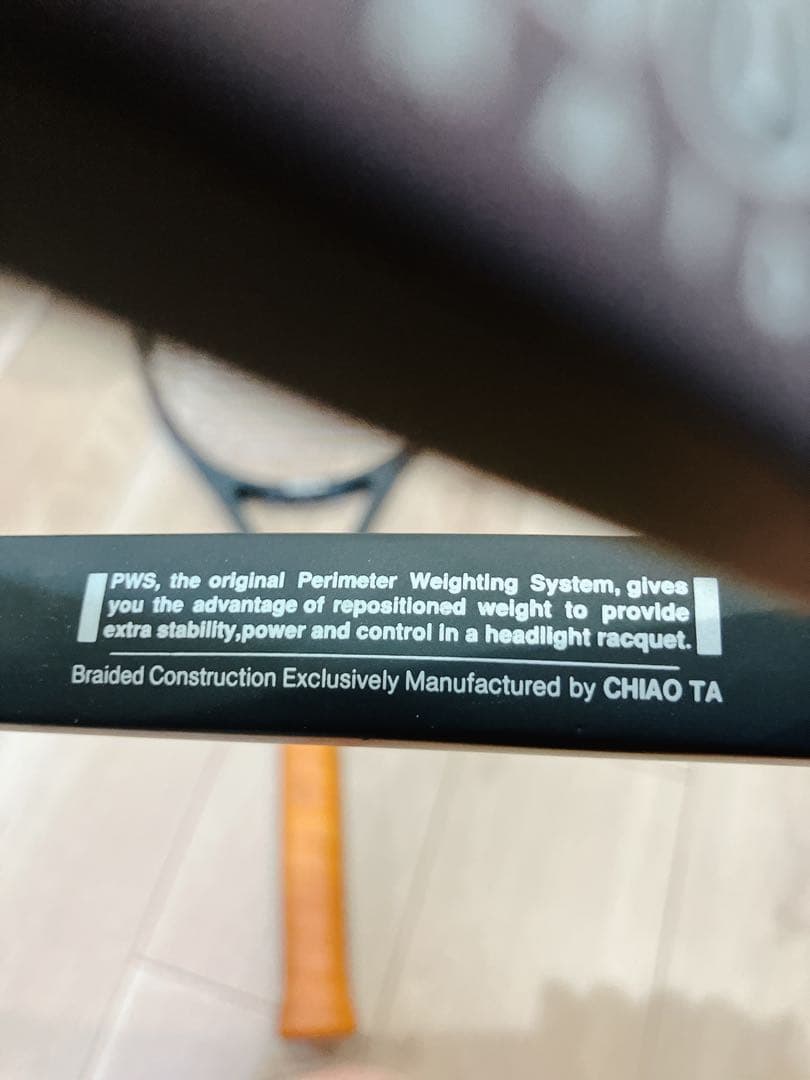 PWS, the original Perimeter Weighting System, gives
you the advantage of repositioned weight to provide
extra stability,power and control in a headlight racquet.
Braided Construction Exclusively Manufactured by CHIAO TA